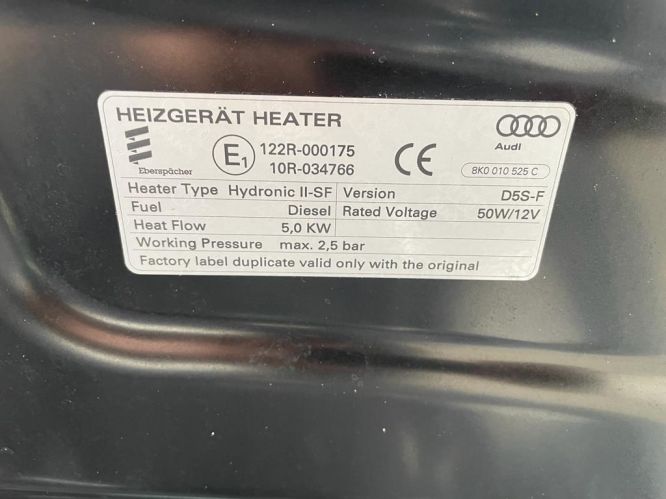 HEIZGERÄT HEATER
Audi
Eberspächer
E1
122R-000175
10R-034766
CE
8K0 010 525 C
Heater Type Hydronic II-SF Version D5S-F
Fuel Diesel Rated Voltage 50W/12V
Heat Flow 5,0 KW
Working Pressure max. 2,5 bar
Factory label duplicate valid only with the original